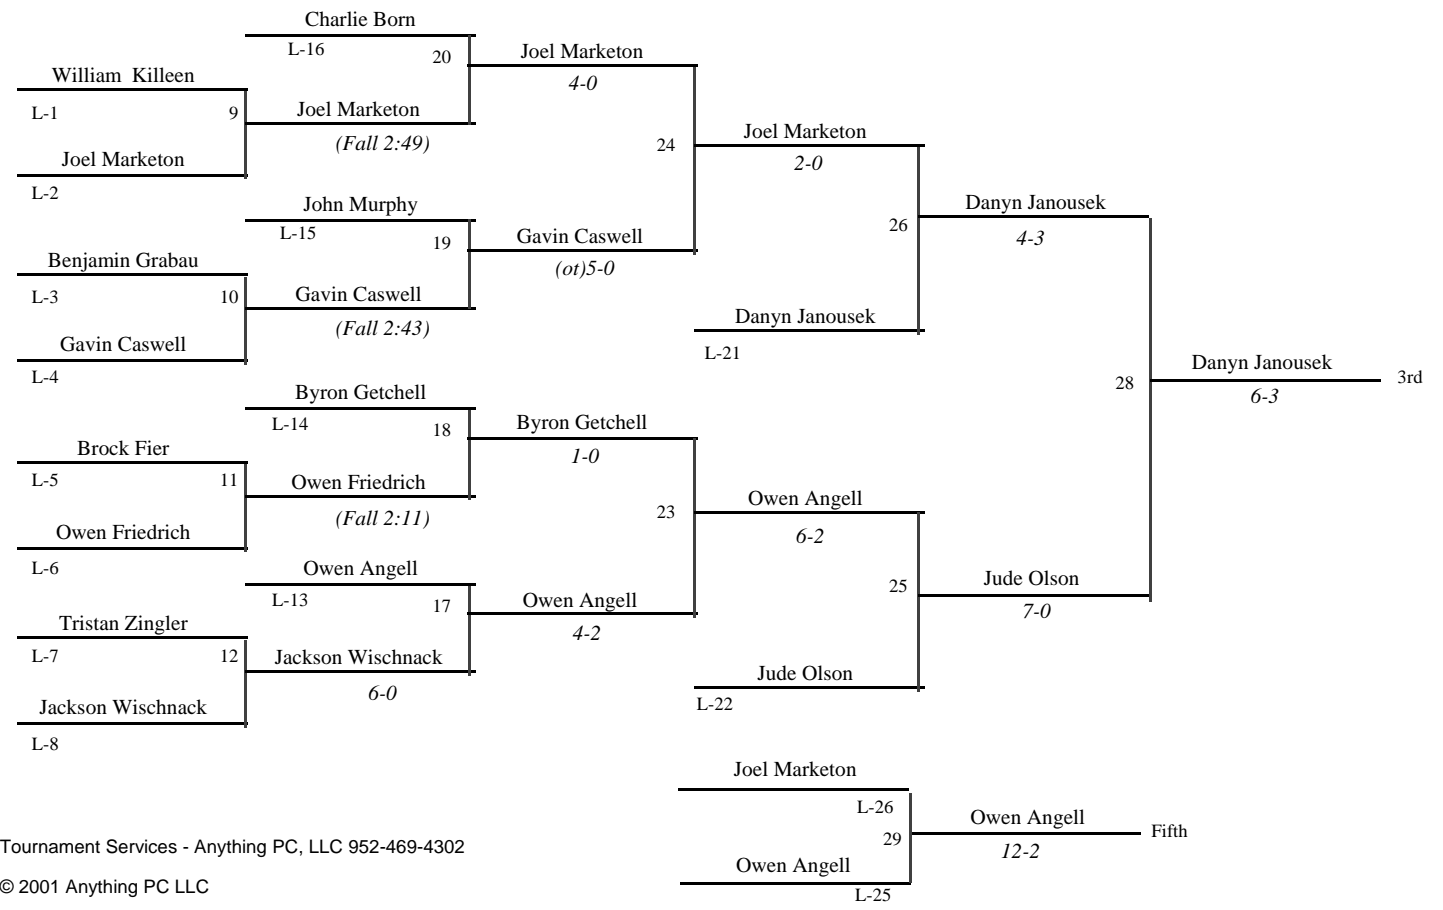 Charlie Born
L-16
20
Joel Marketon
4-0
William  Killeen
L-1
9
Joel Marketon
(Fall 2:49)
Joel Marketon
L-2
24
Joel Marketon
2-0
John Murphy
L-15
19
Gavin Caswell
(ot)5-0
Benjamin Grabau
L-3
10
Gavin Caswell
(Fall 2:43)
Gavin Caswell
L-4
26
Danyn Janousek
4-3
Danyn Janousek
L-21
28
Danyn Janousek
6-3
3rd
Byron Getchell
L-14
18
Byron Getchell
1-0
Brock Fier
L-5
11
Owen Friedrich
(Fall 2:11)
Owen Friedrich
L-6
23
Owen Angell
6-2
Owen Angell
L-13
17
Owen Angell
4-2
Tristan Zingler
L-7
12
Jackson Wischnack
6-0
Jackson Wischnack
L-8
25
Jude Olson
7-0
Jude Olson
L-22
Joel Marketon
L-26
29
Owen Angell
12-2
Fifth
Owen Angell
L-25
Tournament Services - Anything PC, LLC 952-469-4302
© 2001 Anything PC LLC